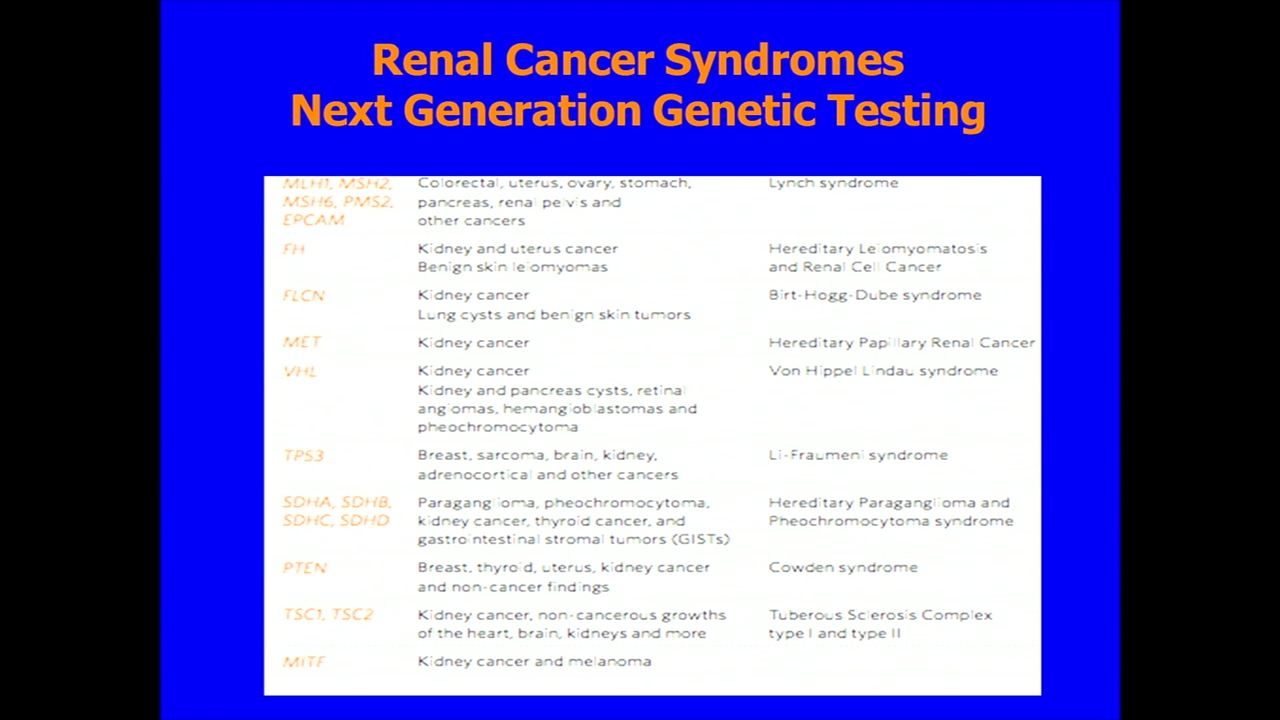 Renal Cancer Syndromes
Next Generation Genetic Testing
MLH1, MSH2, Colorectal, uterus, ovary, stomach, Lynch syndrome
MSH6, PMS2, pancreas, renal pelvis and
EPCAM other cancers
FH Kidney and uterus cancer Hereditary Leiomyomatosis
Benign skin leiomyomas and Renal Cell Cancer
FLCN Kidney cancer Birt-Hogg-Dube syndrome
Lung cysts and benign skin tumors
MET Kidney cancer Hereditary Papillary Renal Cancer
VHL Kidney cancer Von Hippel Lindau syndrome
Kidney and pancreas cysts, retinal
angiomas, hemangioblastomas and
pheochromocytoma
TP53 Breast, sarcoma, brain, kidney, Li-Fraumeni syndrome
adrenocortical and other cancers
SDHA, SDHB, Paraganglioma, pheochromocytoma, Hereditary Paraganglioma and
SDHC, SDHD kidney cancer, thyroid cancer, and Pheochromocytoma syndrome
gastrointestinal stromal tumors (GISTs)
PTEN Breast, thyroid, uterus, kidney cancer Cowden syndrome
and non-cancer findings
TSC1, TSC2 Kidney cancer, non-cancerous growths Tuberous Sclerosis Complex
of the heart, brain, kidneys and more type I and type II
MITF Kidney cancer and melanoma